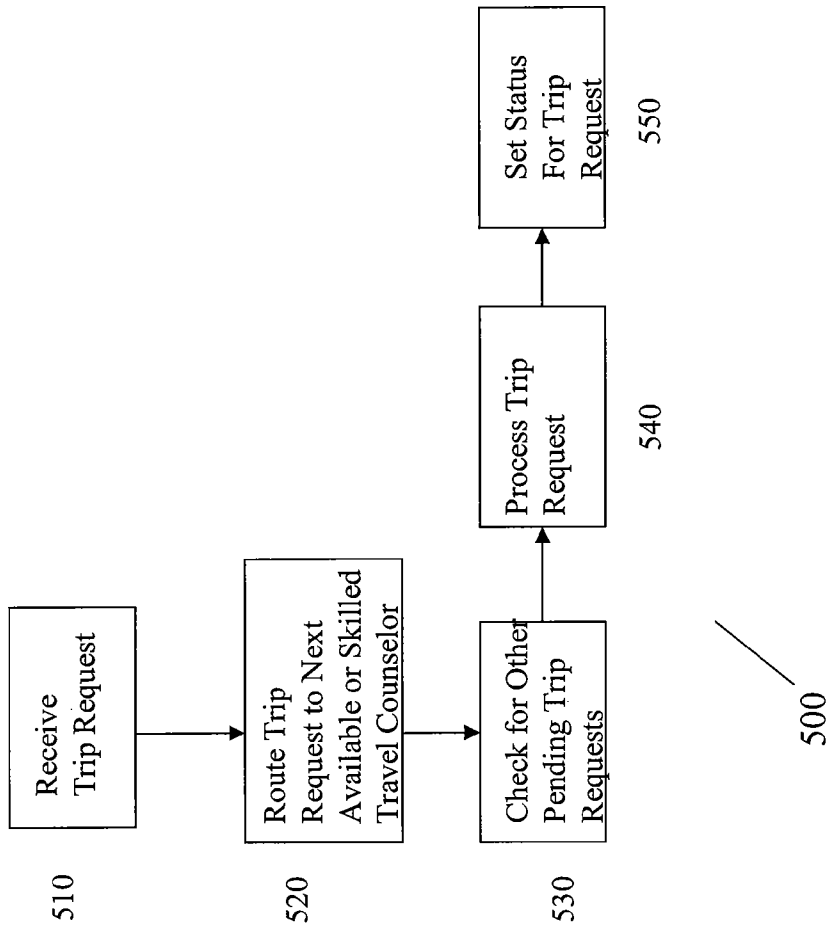 510
Receive
Trip Request
520
Route Trip
Request to Next
Available or Skilled
Travel Counselor
530
Check for Other
Pending Trip
Requests
Process Trip
Request
540
Set Status
For Trip
Request
550
500